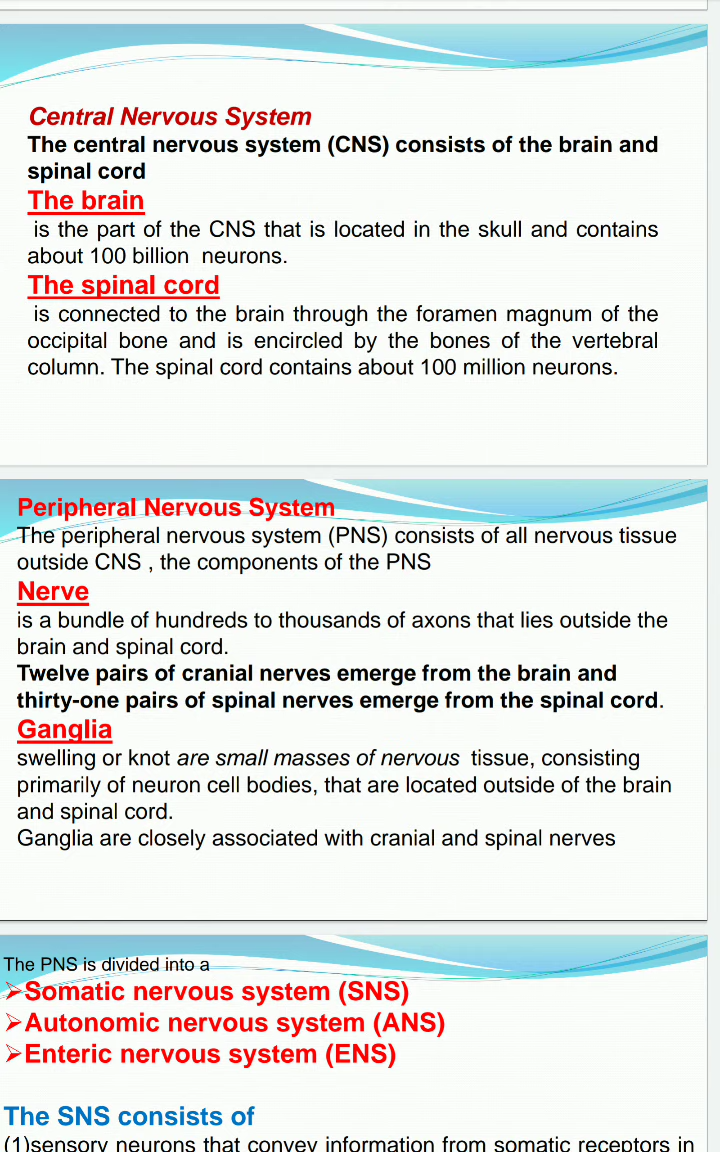 Central Nervous System
The central nervous system (CNS) consists of the brain and
spinal cord
The brain
is the part of the CNS that is located in the skull and contains
about 100 billion  neurons.
The spinal cord
is connected to the brain through the foramen magnum of the
occipital bone and is encircled by the bones of the vertebral
column. The spinal cord contains about 100 million neurons.
Peripheral Nervous System
The peripheral nervous system (PNS) consists of all nervous tissue
outside CNS , the components of the PNS
Nerve
is a bundle of hundreds to thousands of axons that lies outside the
brain and spinal cord.
Twelve pairs of cranial nerves emerge from the brain and
thirty-one pairs of spinal nerves emerge from the spinal cord.
Ganglia
swelling or knot are small masses of nervous  tissue, consisting
primarily of neuron cell bodies, that are located outside of the brain
and spinal cord.
Ganglia are closely associated with cranial and spinal nerves
The PNS is divided into a
➢Somatic nervous system (SNS)
➢Autonomic nervous system (ANS)
➢Enteric nervous system (ENS)
The SNS consists of
(1)sensory neurons that convey information from somatic receptors in